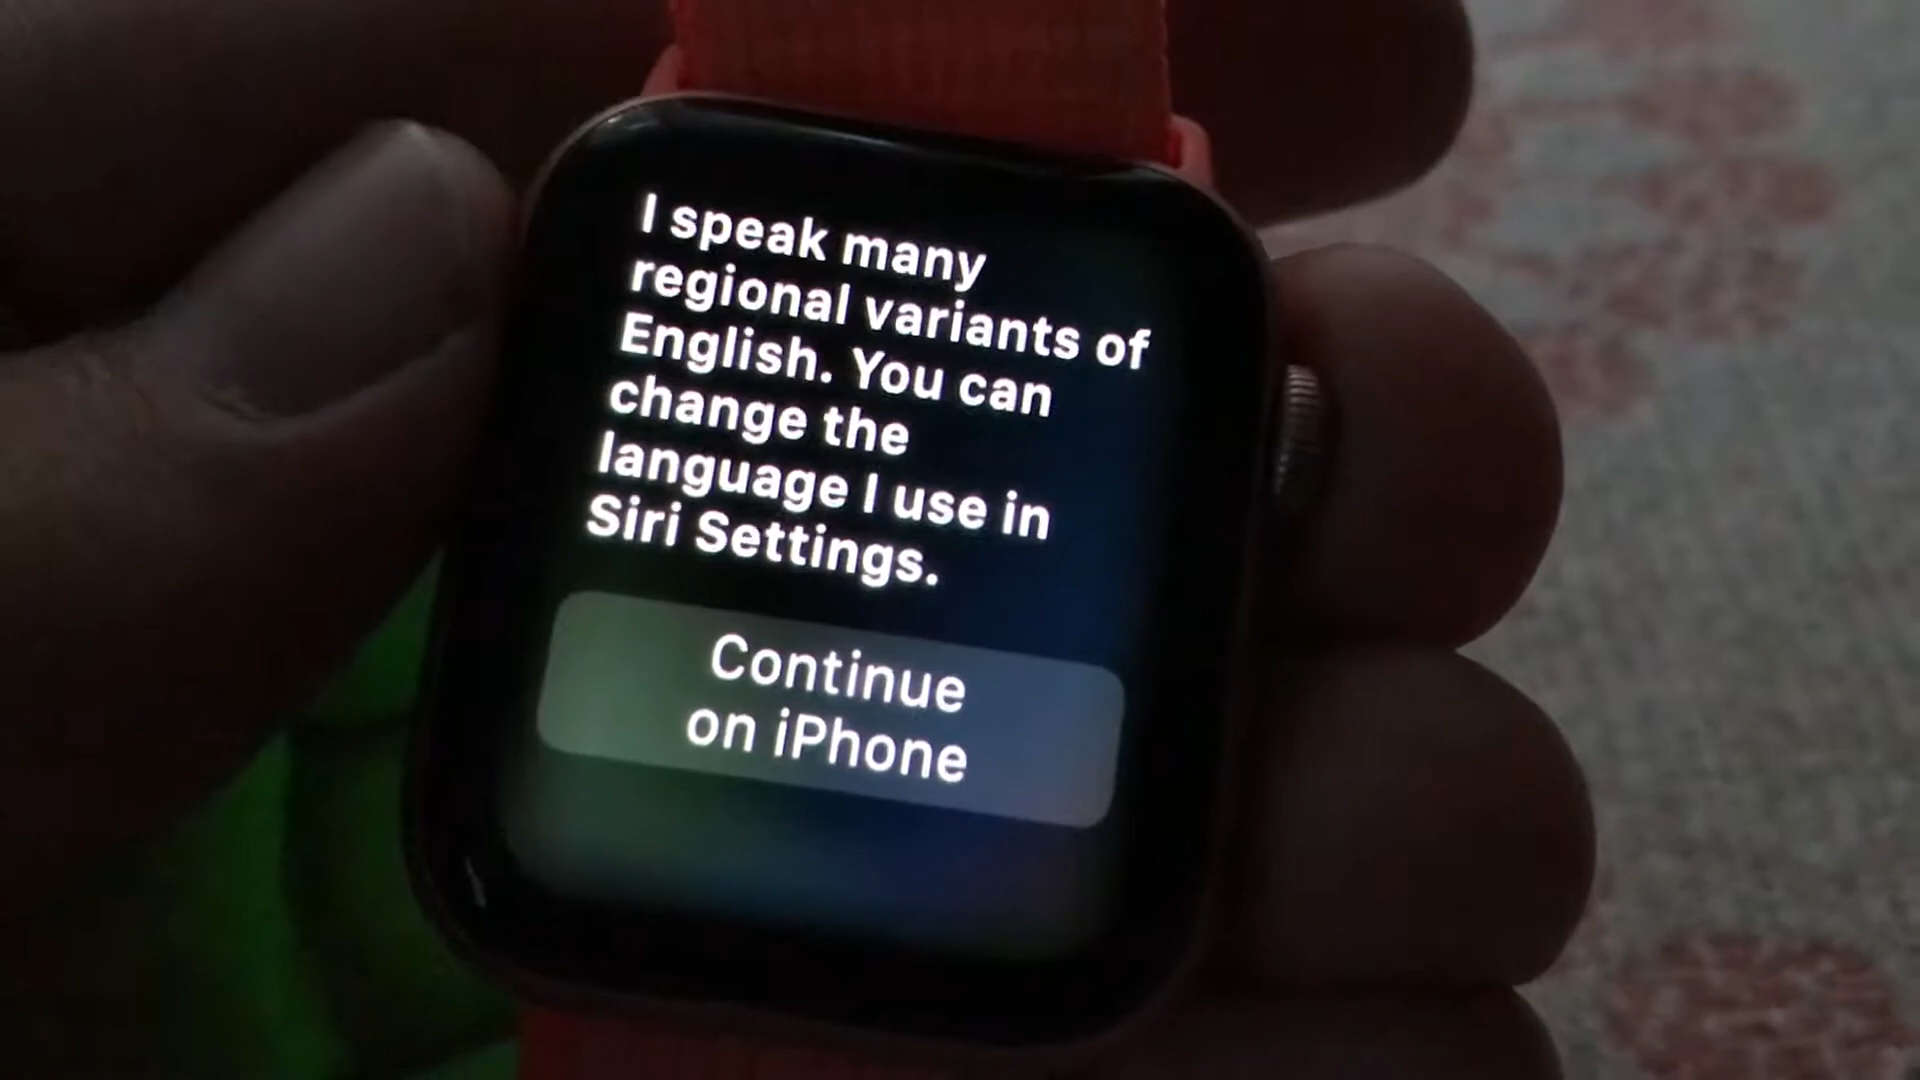 I speak many
regional variants of
English. You can
change the
language I use in
Siri Settings.
Continue
on iPhone